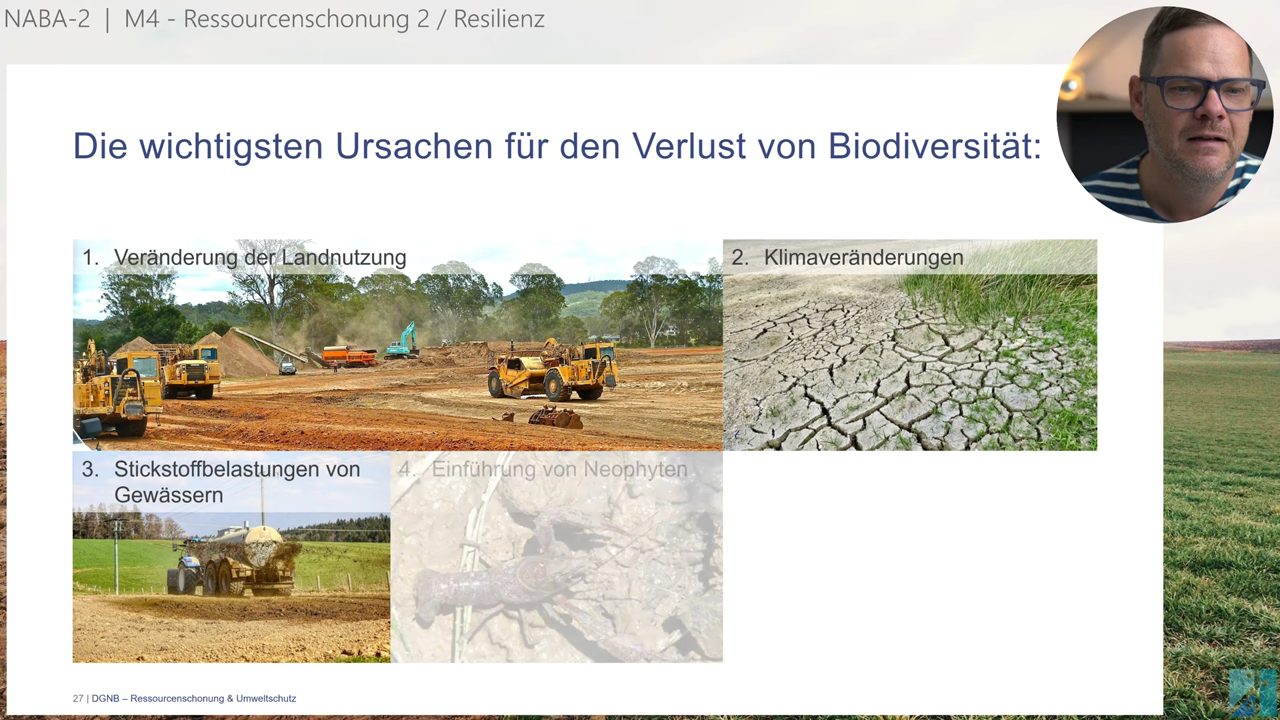 NABA-2 | M4 - Ressourcenschonung 2 / Resilienz
Die wichtigsten Ursachen für den Verlust von Biodiversität:
1. Veränderung der Landnutzung
2. Klimaveränderungen
3. Stickstoffbelastungen von
Gewässern
4. Einführung von Neophyten
27 | DGNB – Ressourcenschonung & Umweltschutz